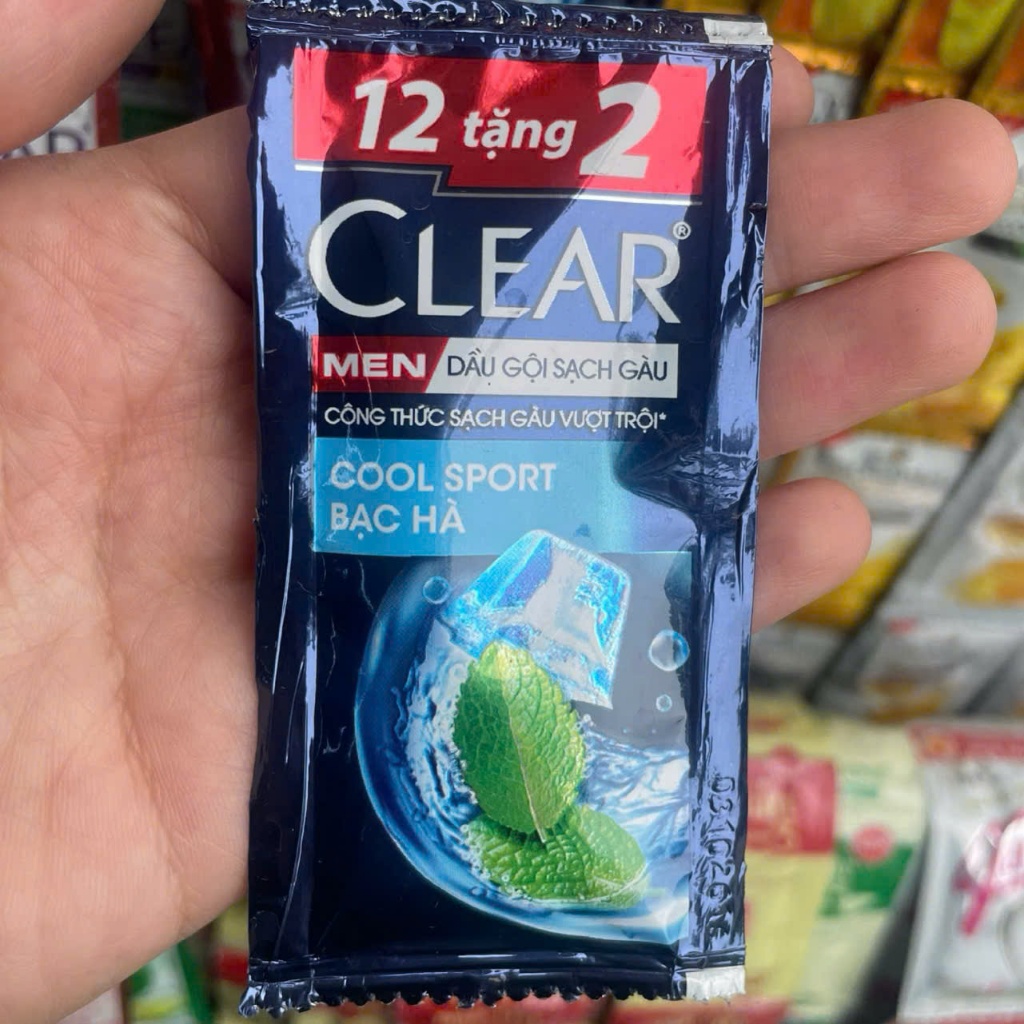 12 tặng 2
CLEAR®
MEN DẦU GỘI SẠCH GÀU
CÔNG THỨC SẠCH GÀU VƯỢT TRỘI*
COOL SPORT
BẠC HÀ